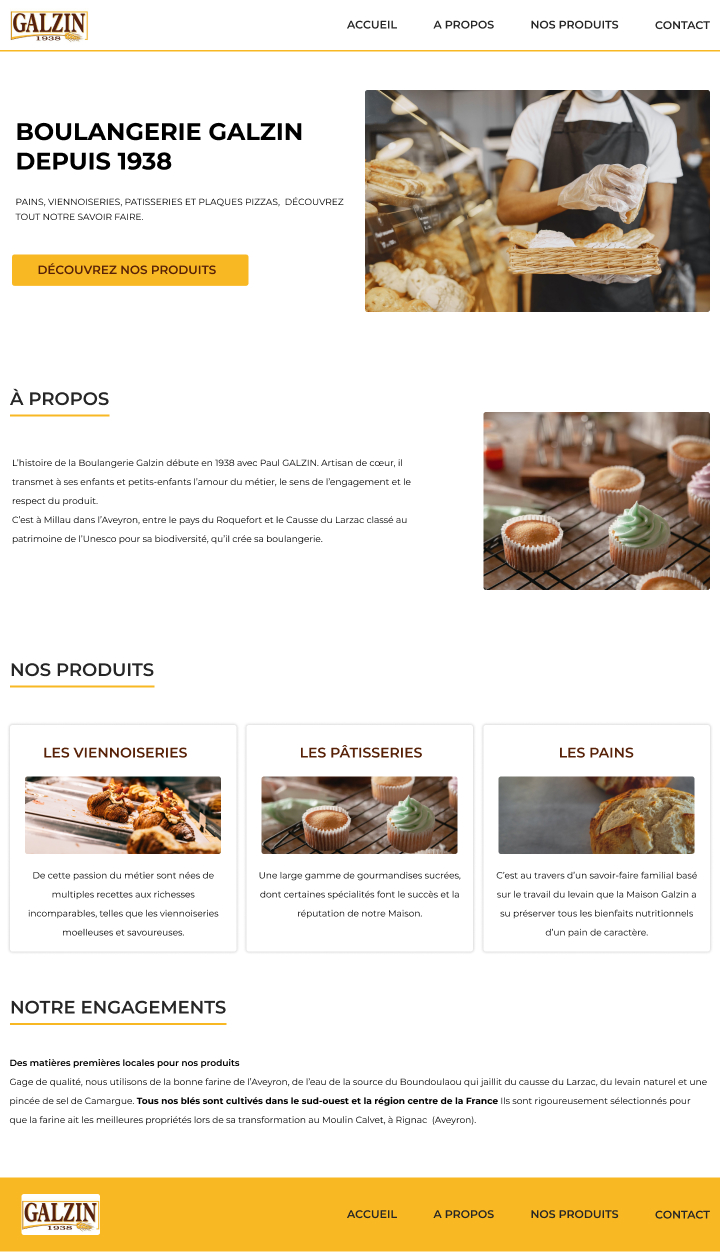 GALZIN
1938
ACCUEIL A PROPOS NOS PRODUITS CONTACT
BOULANGERIE GALZIN
DEPUIS 1938
PAINS, VIENNOISERIES, PATISSERIES ET PLAQUES PIZZAS, DÉCOUVREZ
TOUT NOTRE SAVOIR FAIRE.
DÉCOUVREZ NOS PRODUITS
À PROPOS
L'histoire de la Boulangerie Galzin débute en 1938 avec Paul GALZIN. Artisan de cœur, il
transmet à ses enfants et petits-enfants l'amour du métier, le sens de l'engagement et le
respect du produit.
C'est à Millau dans l'Aveyron, entre le pays du Roquefort et le Causse du Larzac classé au
patrimoine de l'Unesco pour sa biodiversité, qu'il crée sa boulangerie.
NOS PRODUITS
LES VIENNOISERIES
De cette passion du métier sont nées de
multiples recettes aux richesses
incomparables, telles que les viennoiseries
moelleuses et savoureuses.
LES PÂTISSERIES
Une large gamme de gourmandises sucrées,
dont certaines spécialités font le succès et la
réputation de notre Maison.
LES PAINS
C'est au travers d'un savoir-faire familial basé
sur le travail du levain que la Maison Galzin a
su préserver tous les bienfaits nutritionnels
d'un pain de caractère.
NOTRE ENGAGEMENTS
Des matières premières locales pour nos produits
Gage de qualité, nous utilisons de la bonne farine de l'Aveyron, de l'eau de la source du Boundoulaou qui jaillit du causse du Larzac, du levain naturel et une
pincée de sel de Camargue. Tous nos blés sont cultivés dans le sud-ouest et la région centre de la France Ils sont rigoureusement sélectionnés pour
que la farine ait les meilleures propriétés lors de sa transformation au Moulin Calvet, à Rignac (Aveyron).
GALZIN
1938
ACCUEIL A PROPOS NOS PRODUITS CONTACT